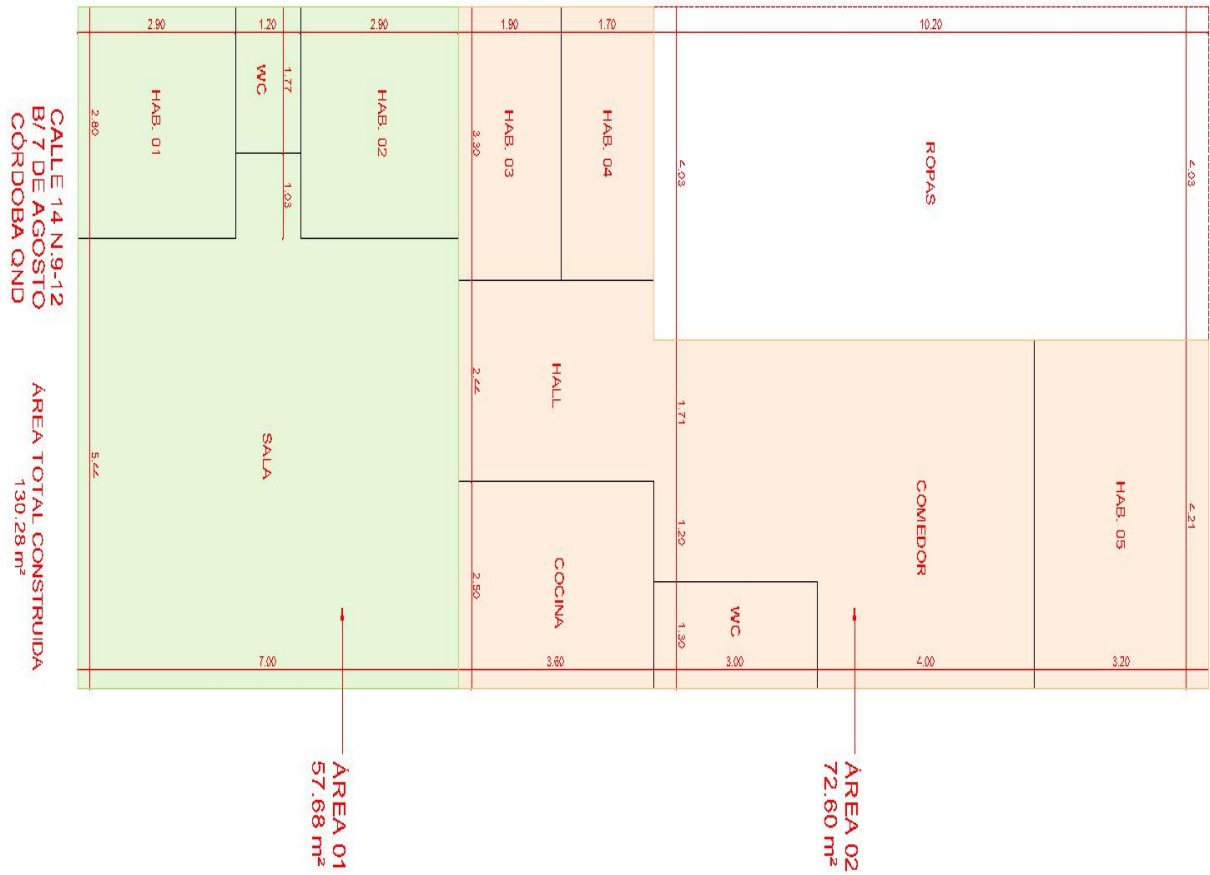 2.90
1.20
2.90
1.90
1.70
10.20
HAB. 01
WC
1.77
HAB. 02
HAB. 03
HAB. 04
ROPAS
2.80
1.03
3.30
4.03
4.03
SALA
HALL
COMEDOR
HAB. 05
5.44
2.44
1.71
4.21
COCINA
1.20
2.50
WC
1.30
7.00
3.60
3.00
4.00
3.20
CALLE 14 N.9-12
B/ 7 DE AGOSTO
CÓRDOBA QND
ÁREA TOTAL CONSTRUIDA
130.28 m²
ÁREA 01
57.68 m²
ÁREA 02
72.60 m²